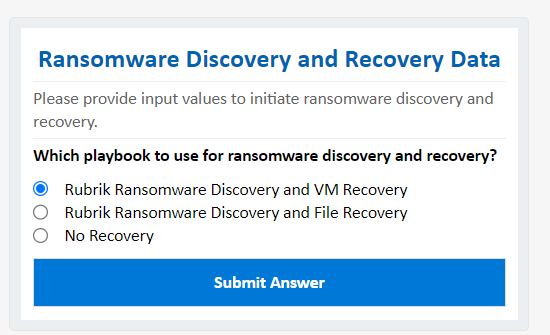 Ransomware Discovery and Recovery Data
Please provide input values to initiate ransomware discovery and
recovery.
Which playbook to use for ransomware discovery and recovery?
Rubrik Ransomware Discovery and VM Recovery
Rubrik Ransomware Discovery and File Recovery
No Recovery
Submit Answer